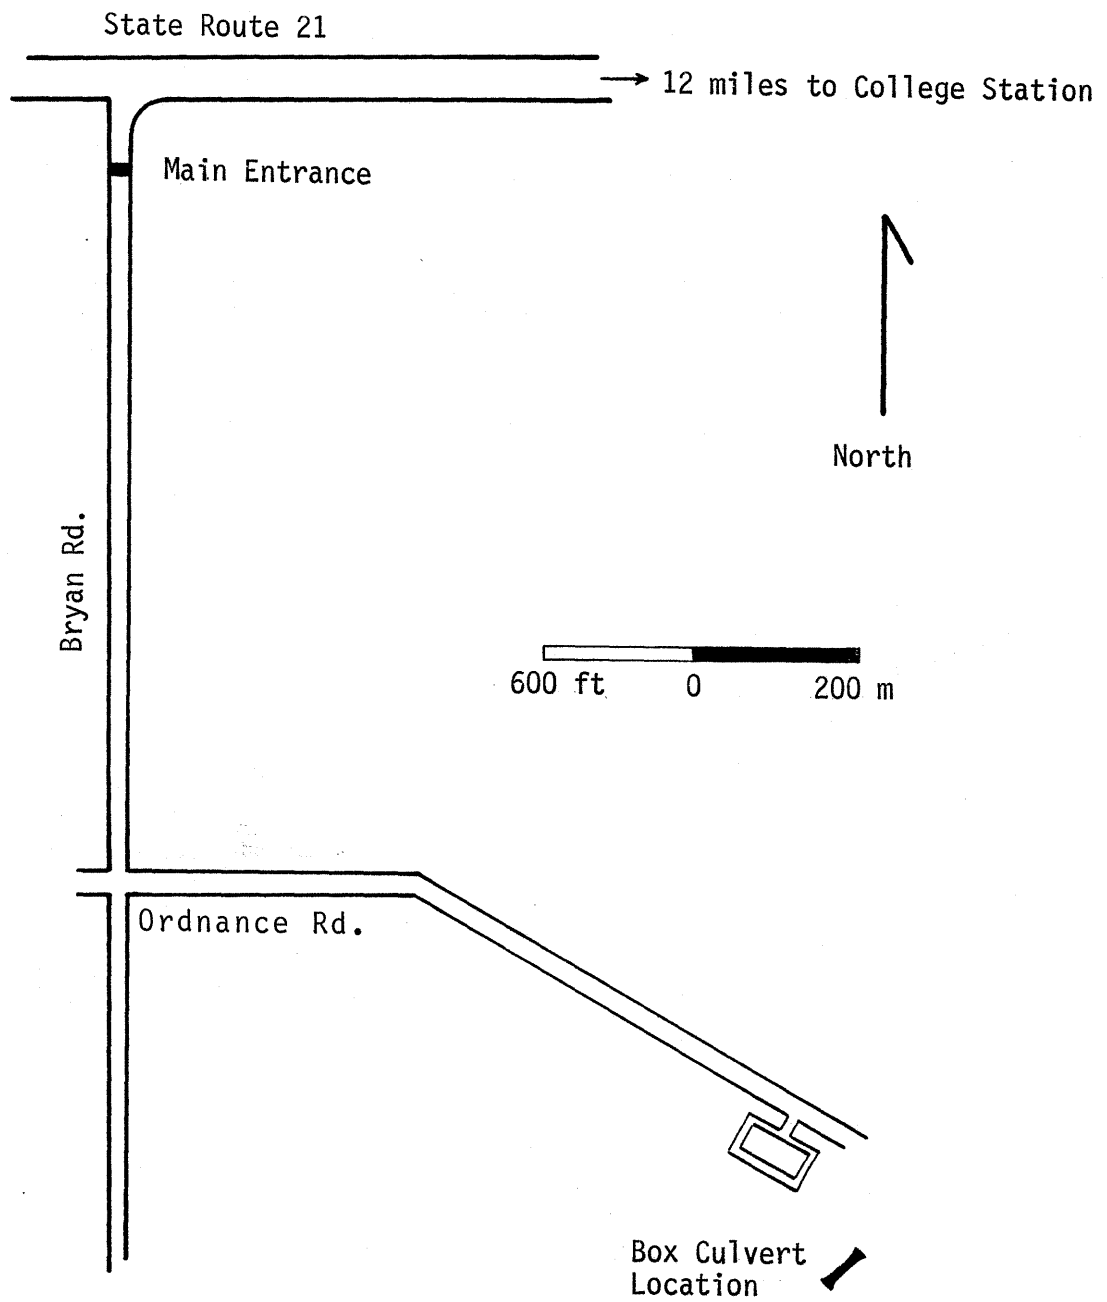 State Route 21
12 miles to College Station
Main Entrance
North
Bryan Rd.
600 ft 0 200 m
Ordnance Rd.
Box Culvert
Location